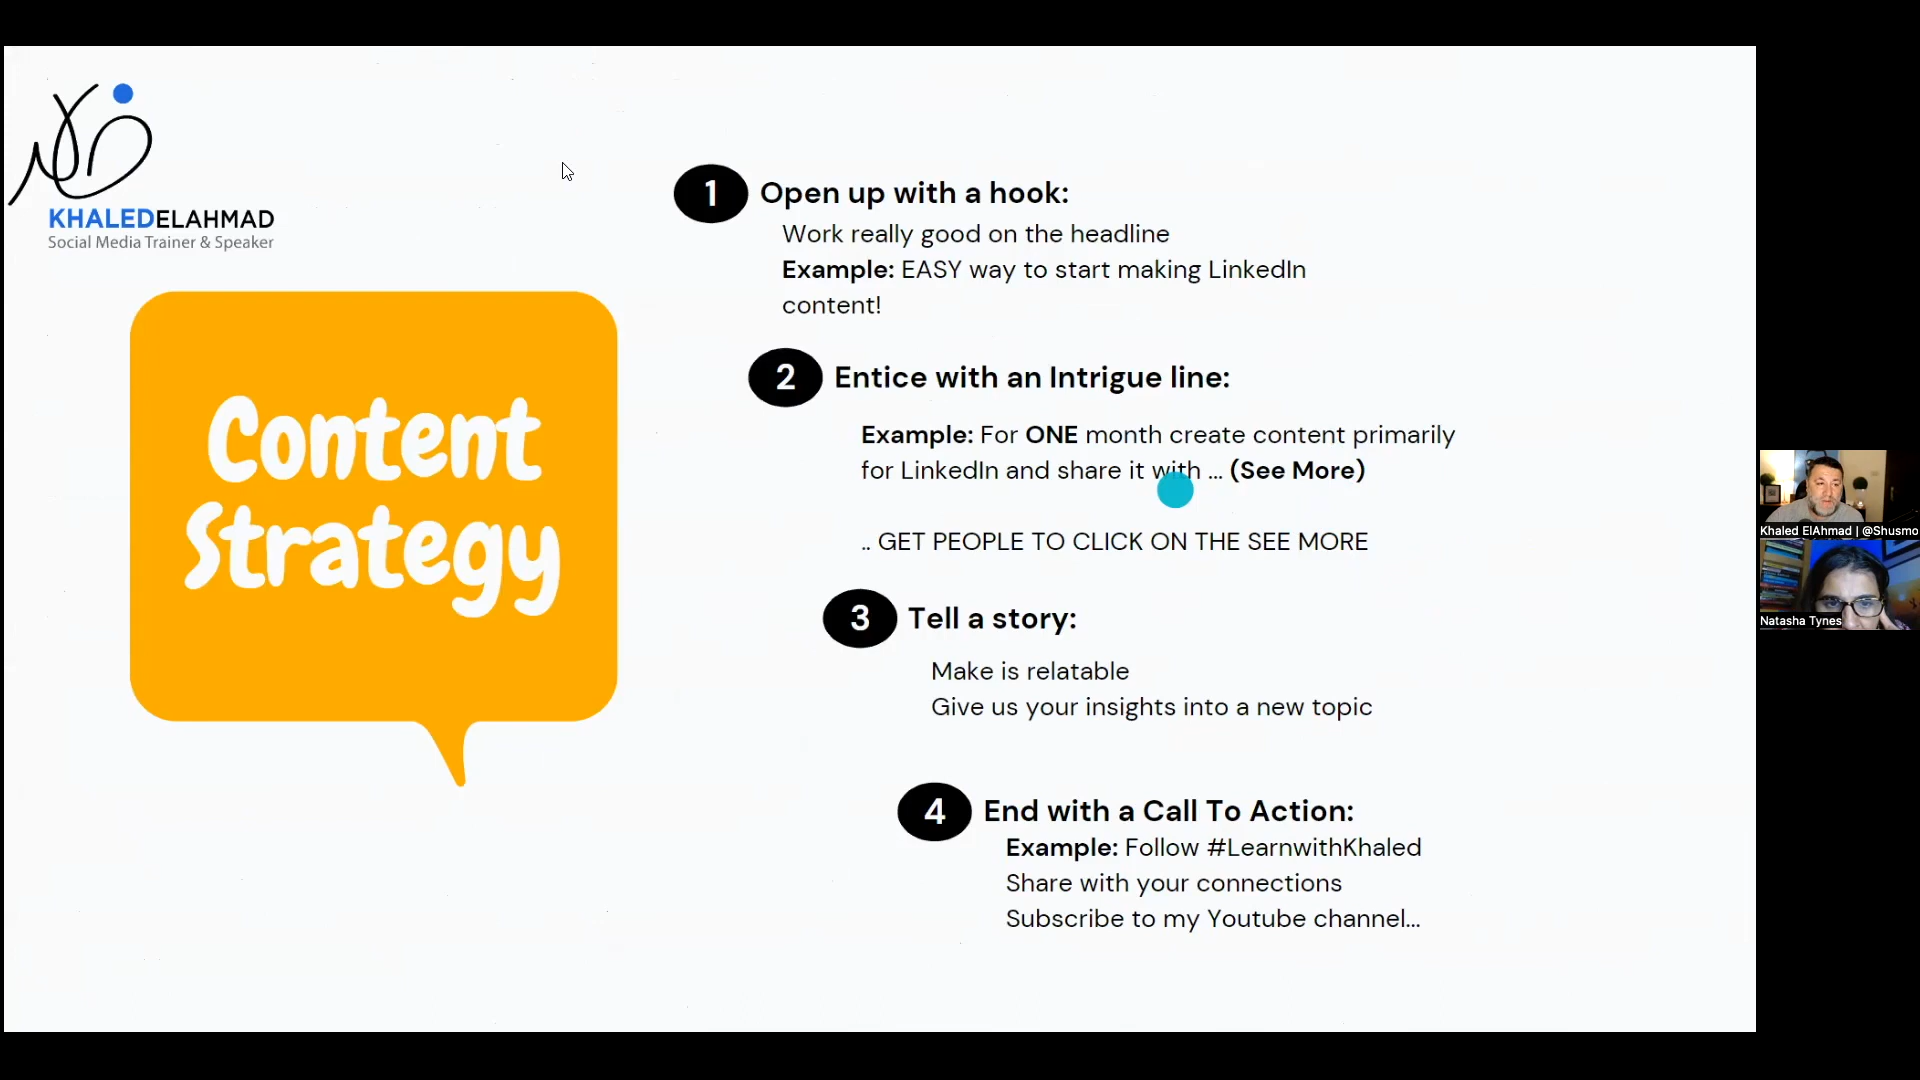 KHALEDELAHMAD
Social Media Trainer & Speaker
Content
Strategy
1 Open up with a hook:
Work really good on the headline
Example: EASY way to start making LinkedIn
content!
2 Entice with an Intrigue line:
Example: For ONE month create content primarily
for LinkedIn and share it with ... (See More)
.. GET PEOPLE TO CLICK ON THE SEE MORE
3 Tell a story:
Make is relatable
Give us your insights into a new topic
4 End with a Call To Action:
Example: Follow #LearnwithKhaled
Share with your connections
Subscribe to my Youtube channel...
Khaled ElAhmad | @Shusmo
Natasha Tynes